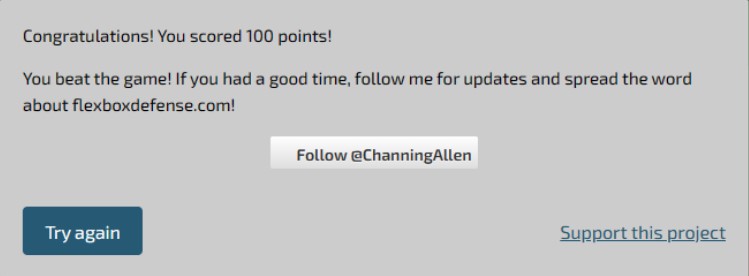 Congratulations! You scored 100 points!
You beat the game! If you had a good time, follow me for updates and spread the word
about flexboxdefense.com!
Follow @ChanningAllen
Try again
Support this project